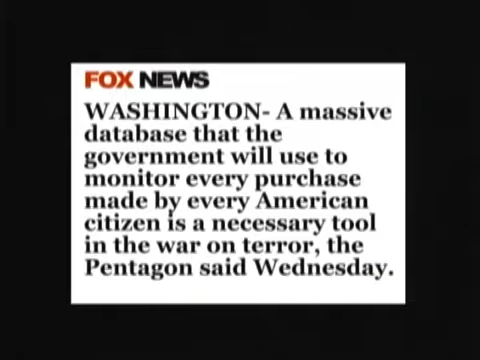 FOX NEWS
WASHINGTON- A massive
database that the
government will use to
monitor every purchase
made by every American
citizen is a necessary tool
in the war on terror, the
Pentagon said Wednesday.